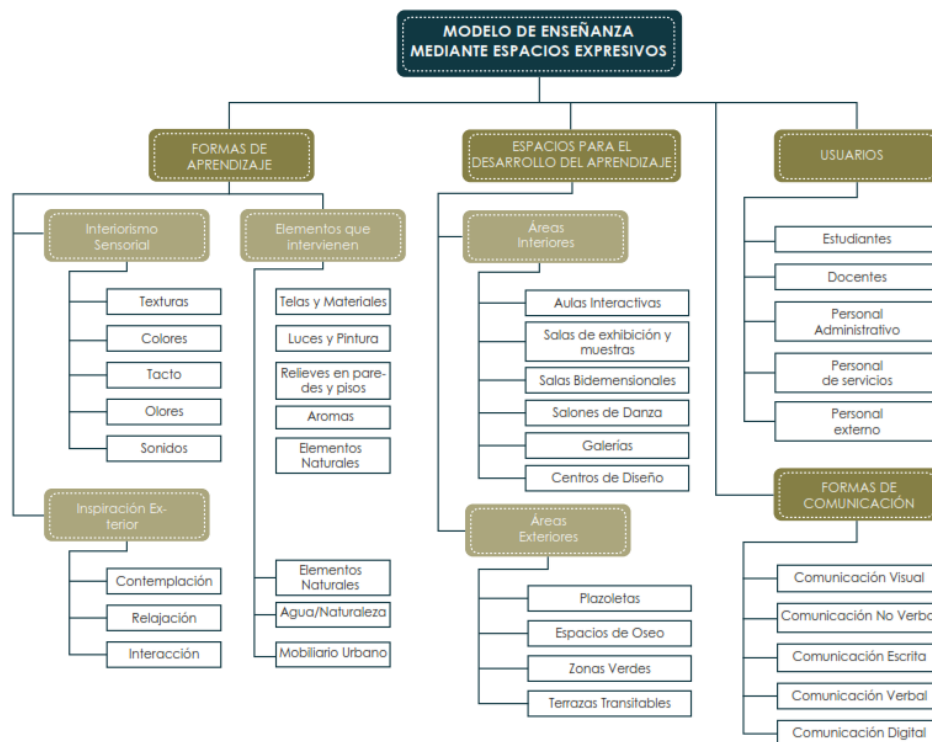 MODELO DE ENSEÑANZA
MEDIANTE ESPACIOS EXPRESIVOS
FORMAS DE
APRENDIZAJE
Interiorismo
Sensorial
Texturas
Colores
Tacto
Olores
Sonidos
Inspiración Ex-
terior
Contemplación
Relajación
Interacción
Elementos que
intervienen
Telas y Materiales
Luces y Pintura
Relieves en pare-
des y pisos
Aromas
Elementos
Naturales
Elementos
Naturales
Agua/Naturaleza
Mobiliario Urbano
ESPACIOS PARA EL
DESARROLLO DEL APRENDIZAJE
Áreas
Interiores
Aulas Interactivas
Salas de exhibición y
muestras
Salas Bidemensionales
Salones de Danza
Galerías
Centros de Diseño
Áreas
Exteriores
Plazoletas
Espacios de Oseo
Zonas Verdes
Terrazas Transitables
USUARIOS
Estudiantes
Docentes
Personal
Administrativo
Personal
de servicios
Personal
externo
FORMAS DE
COMUNICACIÓN
Comunicación Visual
Comunicación No Verba
Comunicación Escrita
Comunicación Verbal
Comunicación Digital